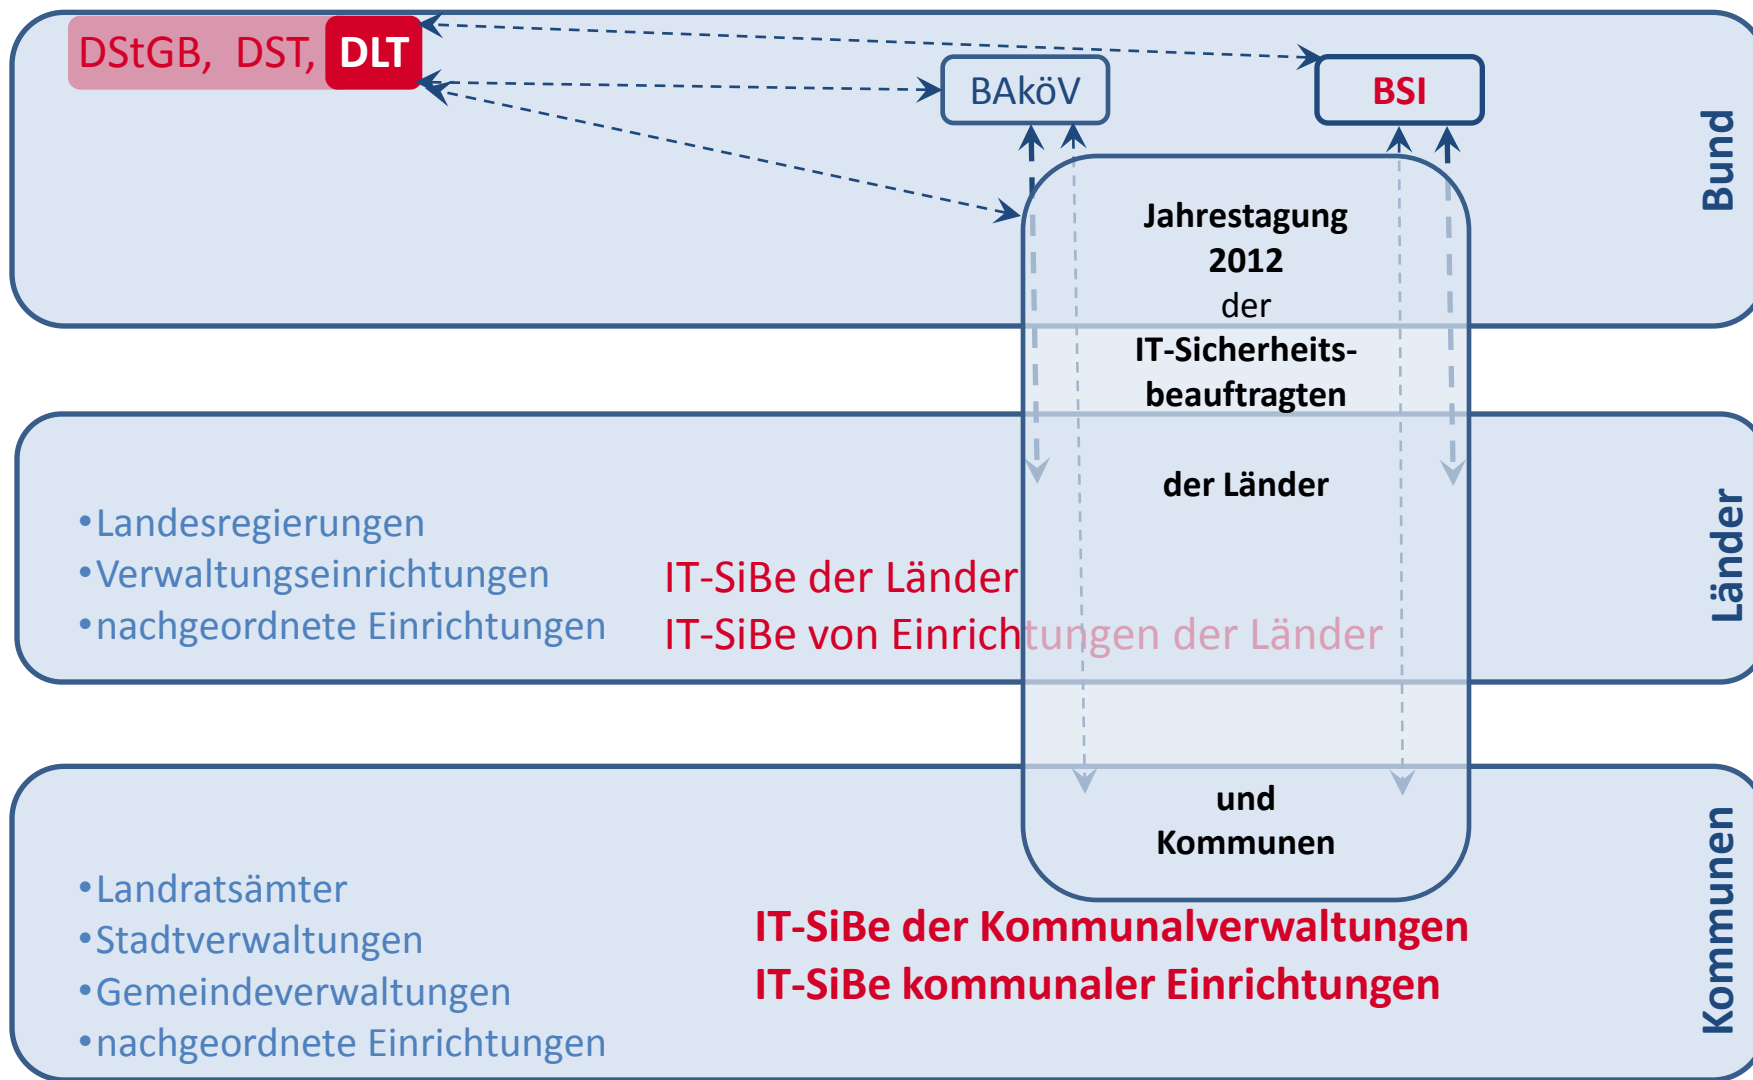 DStGB, DST, DLT
BAköV
BSI
Bund
Jahrestagung
2012
der
IT-Sicherheits-
beauftragten
der Länder
•Landesregierungen
•Verwaltungseinrichtungen
•nachgeordnete Einrichtungen
IT-SiBe der Länder
IT-SiBe von Einrichtungen der Länder
Länder
und
Kommunen
•Landratsämter
•Stadtverwaltungen
•Gemeindeverwaltungen
•nachgeordnete Einrichtungen
IT-SiBe der Kommunalverwaltungen
IT-SiBe kommunaler Einrichtungen
Kommunen